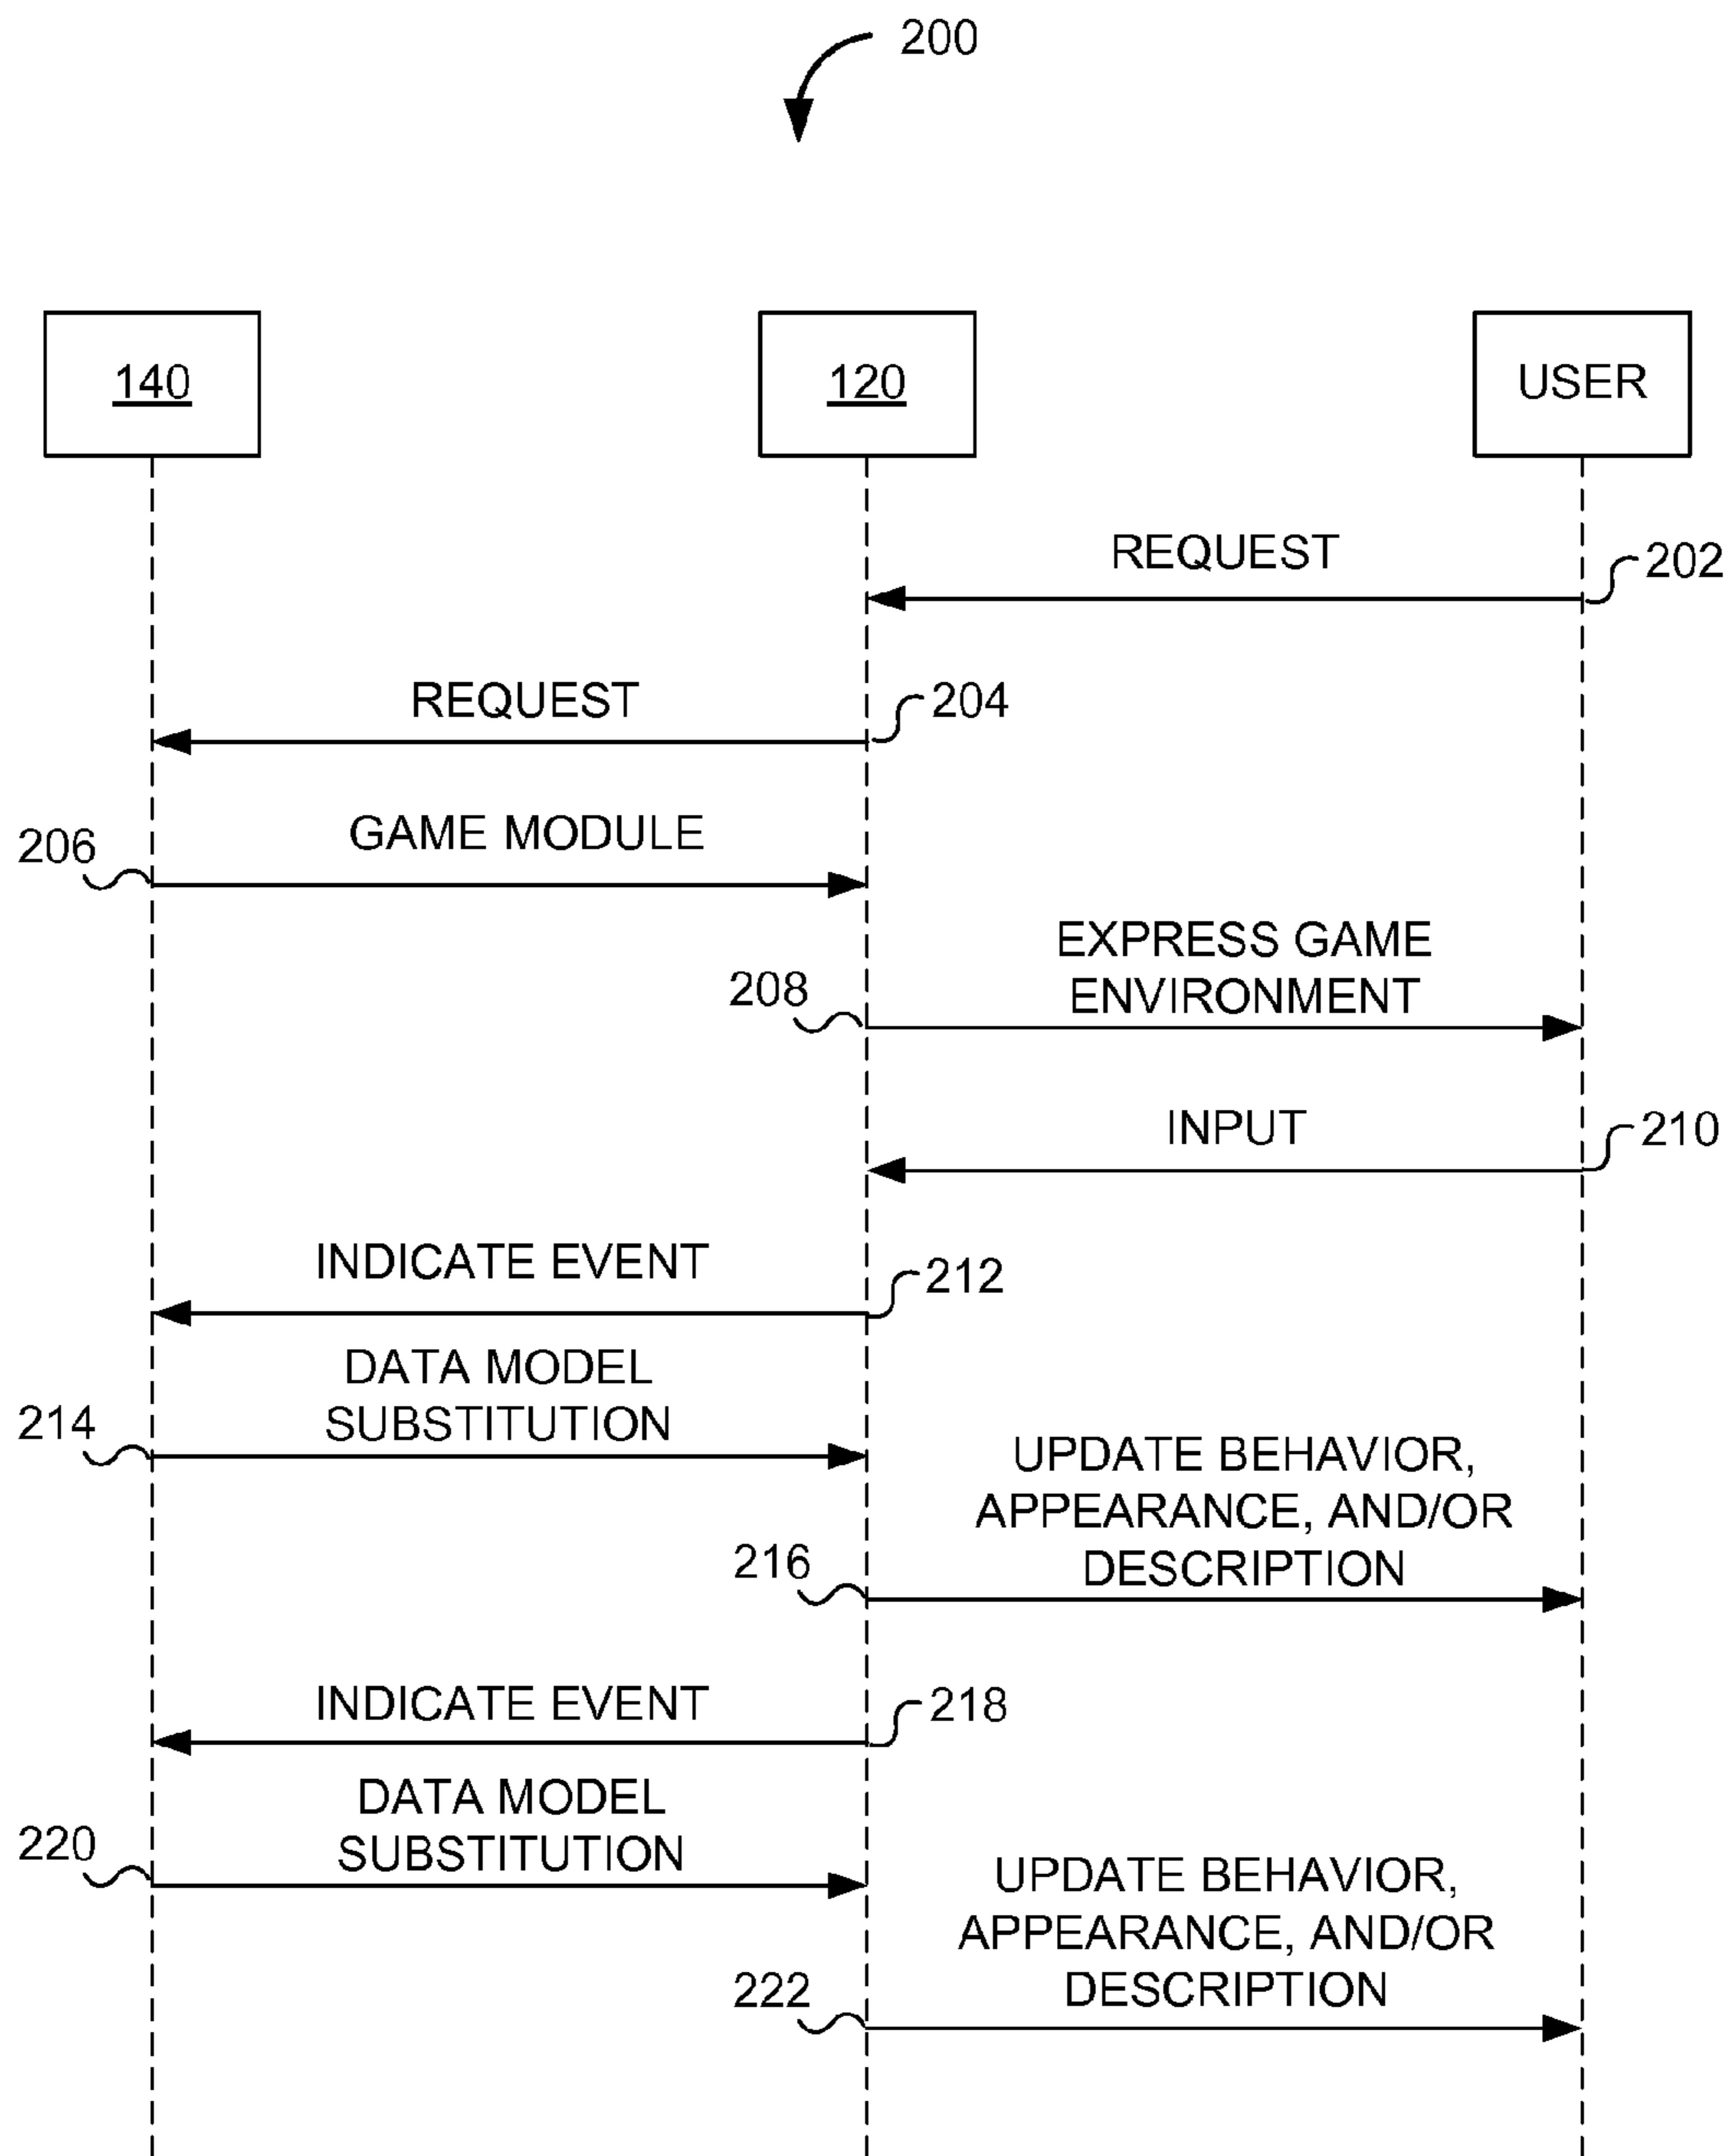 200
140
120
USER
REQUEST
202
REQUEST
204
GAME MODULE
206
EXPRESS GAME
ENVIRONMENT
208
INPUT
210
INDICATE EVENT
212
DATA MODEL
SUBSTITUTION
214
UPDATE BEHAVIOR,
APPEARANCE, AND/OR
DESCRIPTION
216
INDICATE EVENT
218
DATA MODEL
SUBSTITUTION
220
UPDATE BEHAVIOR,
APPEARANCE, AND/OR
DESCRIPTION
222